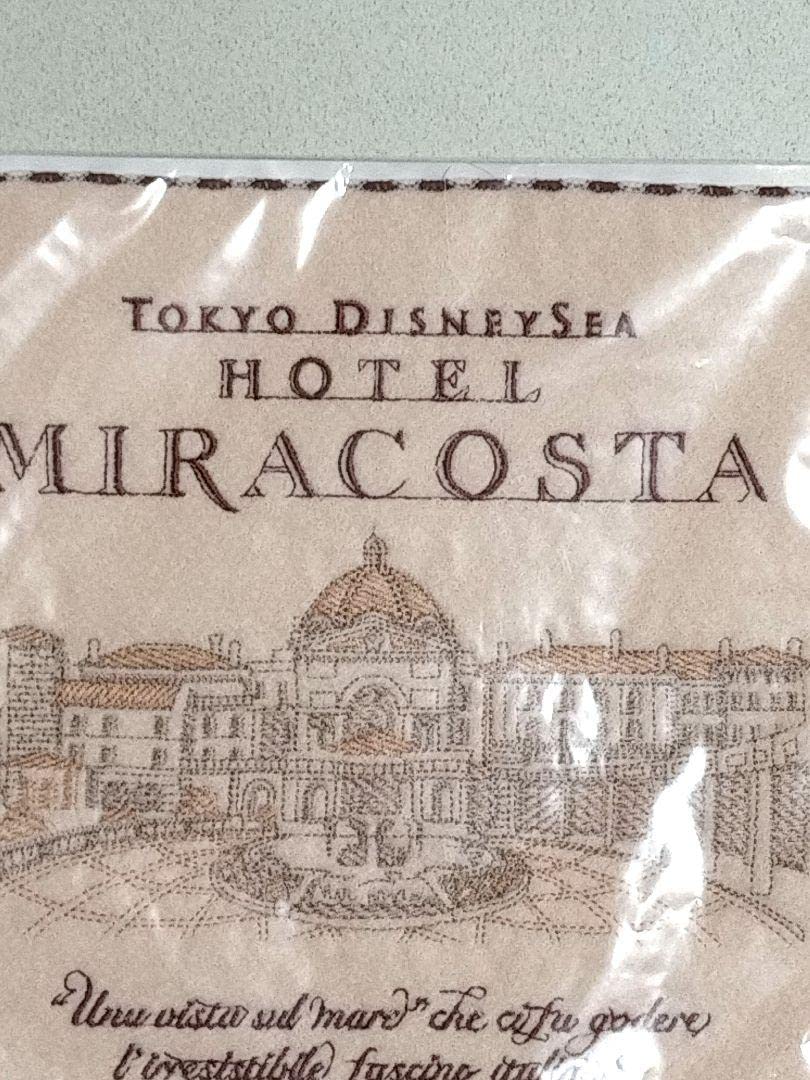 TOKYO DISNEYSEA
HOTEL
MIRACOSTA
"Una vista sul mare" che ci fa godere
l'irresistibile fascino